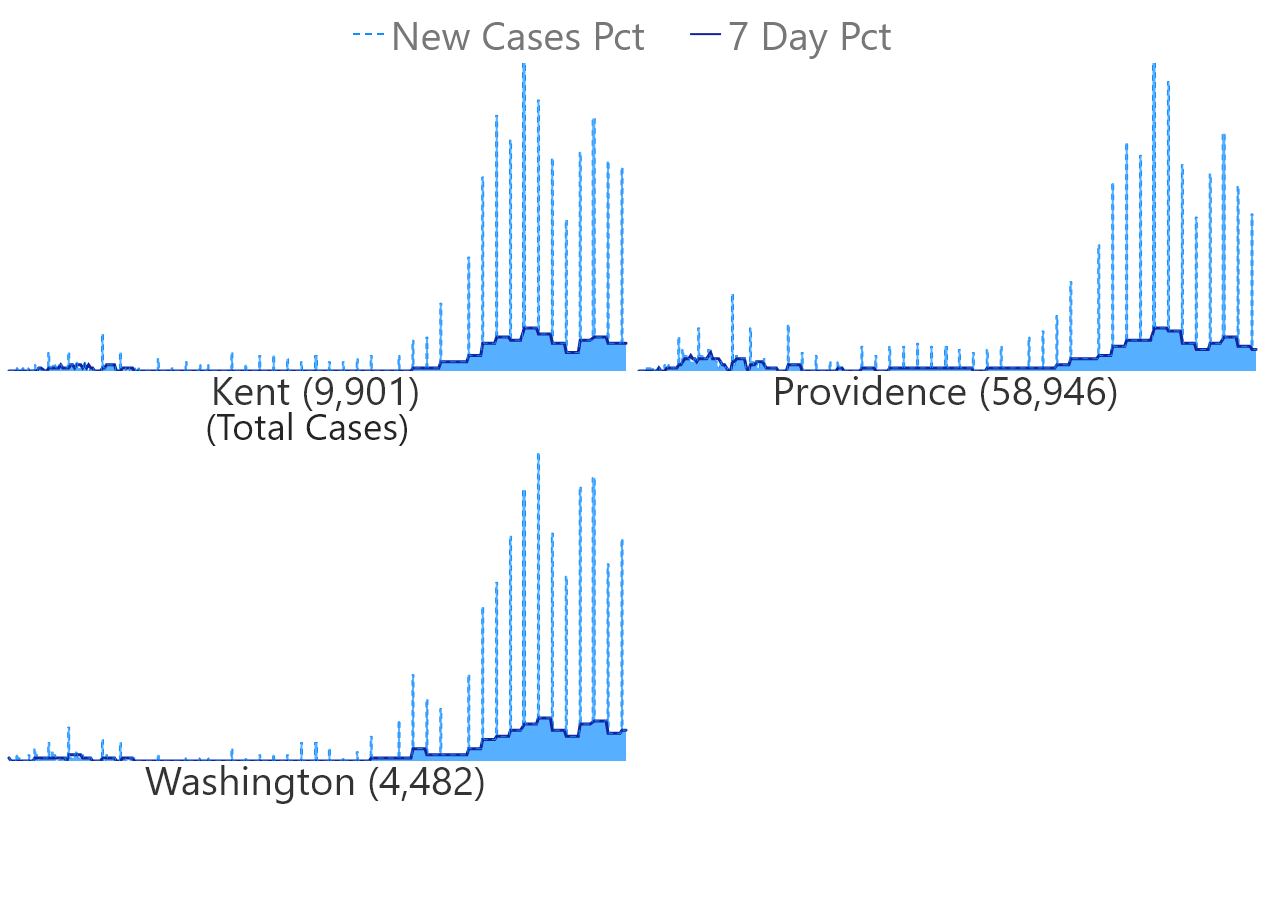 New Cases Pct 7 Day Pct
Kent (9,901)
(Total Cases)
Providence (58,946)
Washington (4,482)